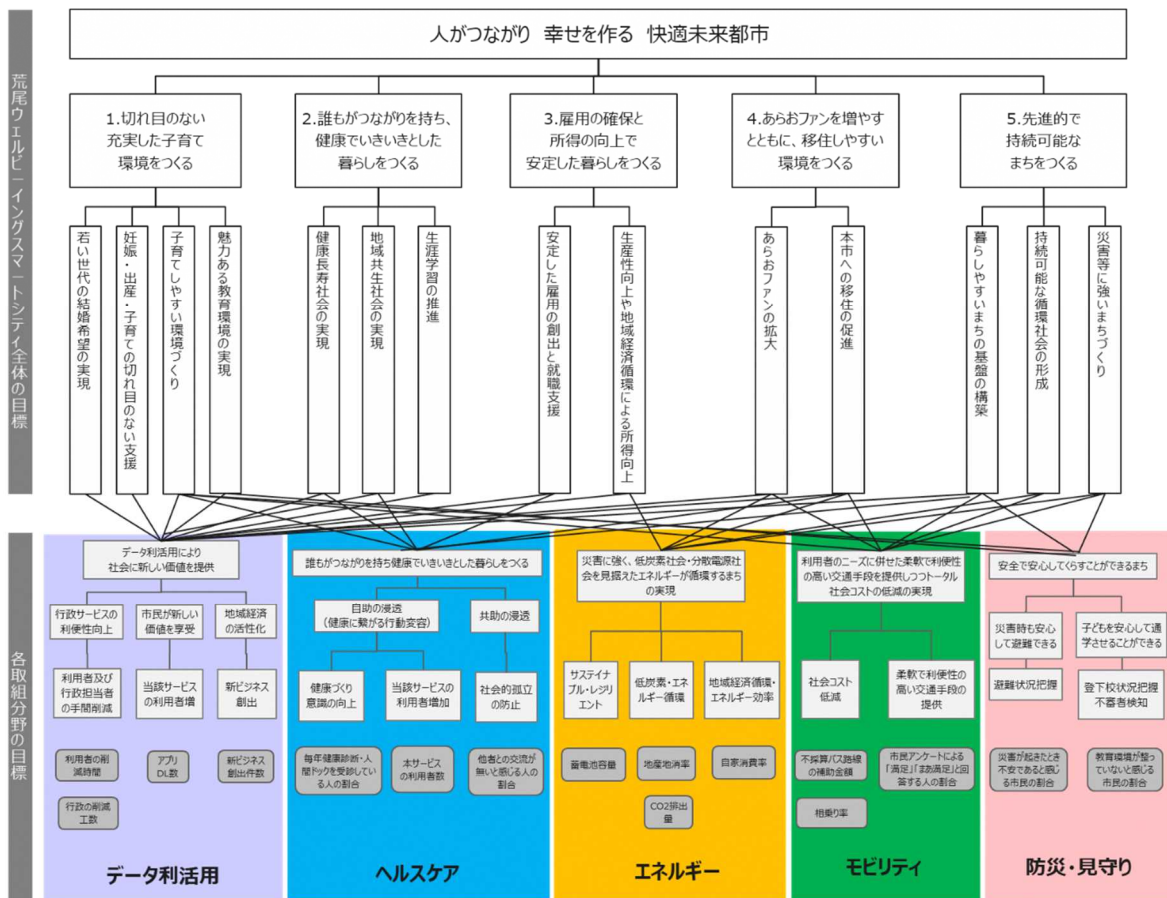 荒尾ウェルビーイングスマートシティ全体の目標
人がつながり 幸せを作る 快適未来都市
1.切れ目のない
充実した子育て
環境をつくる
2.誰もがつながりを持ち、
健康でいきいきとした
暮らしをつくる
3.雇用の確保と
所得の向上で
安定した暮らしをつくる
4.あらおファンを増やす
とともに、移住しやすい
環境をつくる
5.先進的で
持続可能な
まちをつくる
若い世代の結婚希望の実現
妊娠・出産・子育ての切れ目のない支援
子育てしやすい環境づくり
魅力ある教育環境の実現
健康長寿社会の実現
地域共生社会の実現
生涯学習の推進
安定した雇用の創出と就職支援
生産性向上や地域経済循環による所得向上
あらおファンの拡大
本市への移住の促進
暮らしやすいまちの基盤の構築
持続可能な循環社会の形成
災害等に強いまちづくり
各取組分野の目標
データ利活用により
社会に新しい価値を提供
行政サービスの
利便性向上
市民が新しい
価値を享受
地域経済
の活性化
利用者及び
行政担当者
の手間削減
当該サービス
の利用者増
新ビジネス
創出
利用者の削
減時間
アプリ
DL数
新ビジネス
創出件数
行政の削減
工数
データ利活用
誰もがつながりを持ち健康でいきいきとした暮らしをつくる
自助の浸透
(健康に繋がる行動変容)
共助の浸透
健康づくり
意識の向上
当該サービスの
利用者増加
社会的孤立
の防止
毎年健康診断・人
間ドックを受診してい
る人の割合
本サービス
の利用者数
他者との交流が
無いと感じる人の
割合
ヘルスケア
災害に強く、低炭素社会・分散電源社
会を見据えたエネルギーが循環するまち
の実現
サステイナ
ブル・レジリ
エント
低炭素・エネ
ルギー循環
地域経済循環・
エネルギー効率
蓄電池容量
地産地消率
自家消費率
CO2排出
量
エネルギー
利用者のニーズに併せた柔軟で利便性
の高い交通手段を提供しつつトータル
社会コストの低減の実現
社会コスト
低減
柔軟で利便性の
高い交通手段の
提供
不採算バス路線
の補助金額
市民アンケートによる
「満足」「まあ満足」と回
答する人の割合
相乗り率
モビリティ
安全で安心してくらすことができるまち
災害時も安心
して避難できる
子どもを安心して通
学させることができる
避難状況把握
登下校状況把握
不審者検知
災害が起きたとき
不安であると感じ
る市民の割合
教育環境が整っ
ていないと感じる
市民の割合
防災・見守り